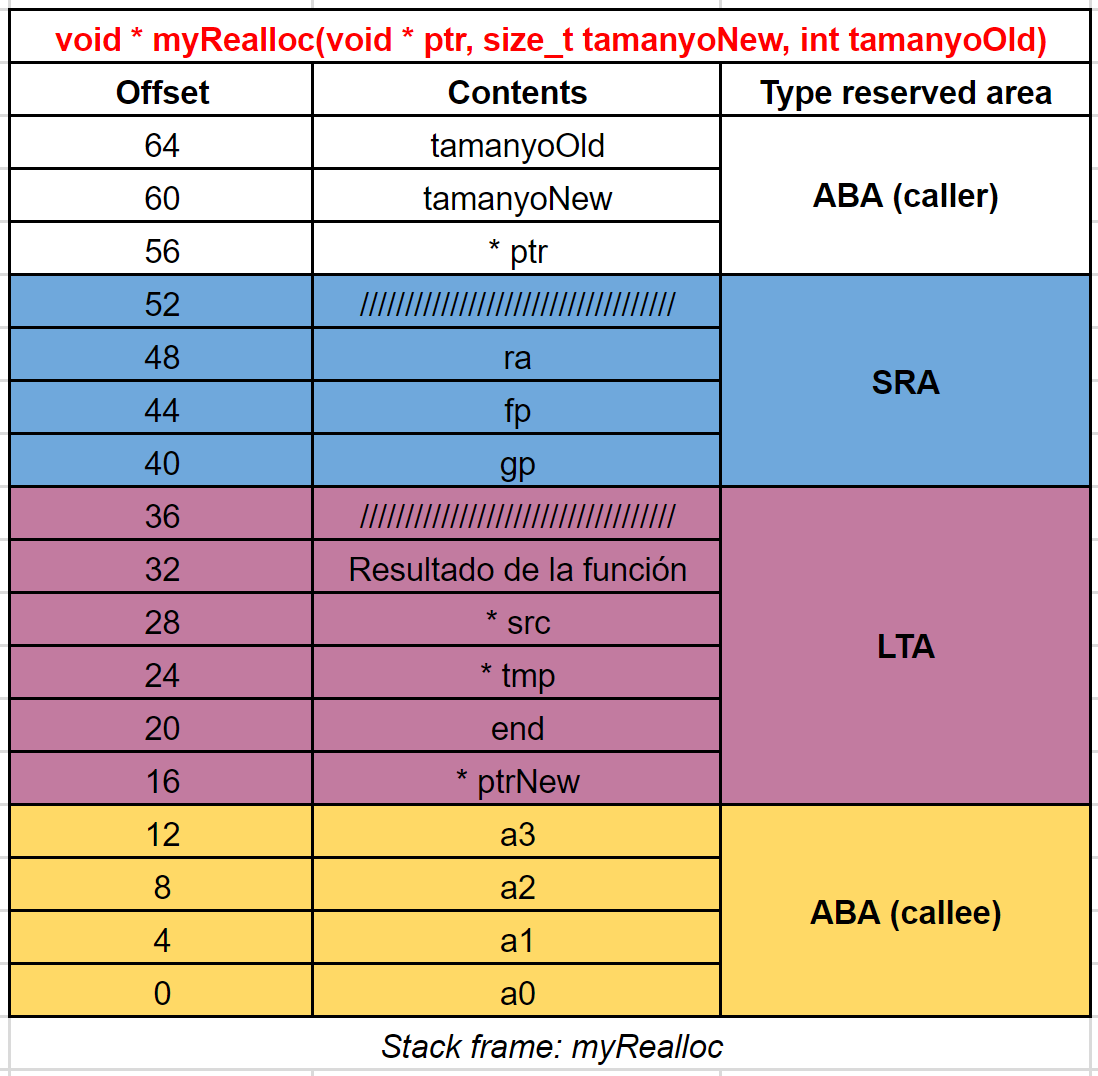 void * myRealloc(void * ptr, size_t tamanyoNew, int tamanyoOld)
Offset Contents Type reserved area
64 tamanyoOld
60 tamanyoNew ABA (caller)
56 * ptr
52 ///////////////////////////////////
48 ra
SRA
44 fp
40 gp
36 ///////////////////////////////////
32 Resultado de la función
28 * src
LTA
24 * tmp
20 end
16 * ptrNew
12 a3
8 a2
ABA (callee)
4 a1
0 a0
Stack frame: myRealloc